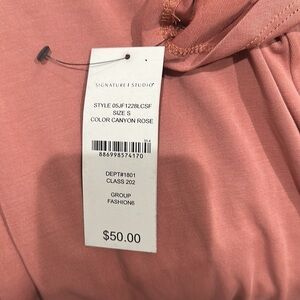 SIGNATURE STUDIO
STYLE 05JF1228LCSF
SIZE S
COLOR CANYON ROSE
886998574170
DEPT#1801
CLASS 202
GROUP
FASHION6
$50.00